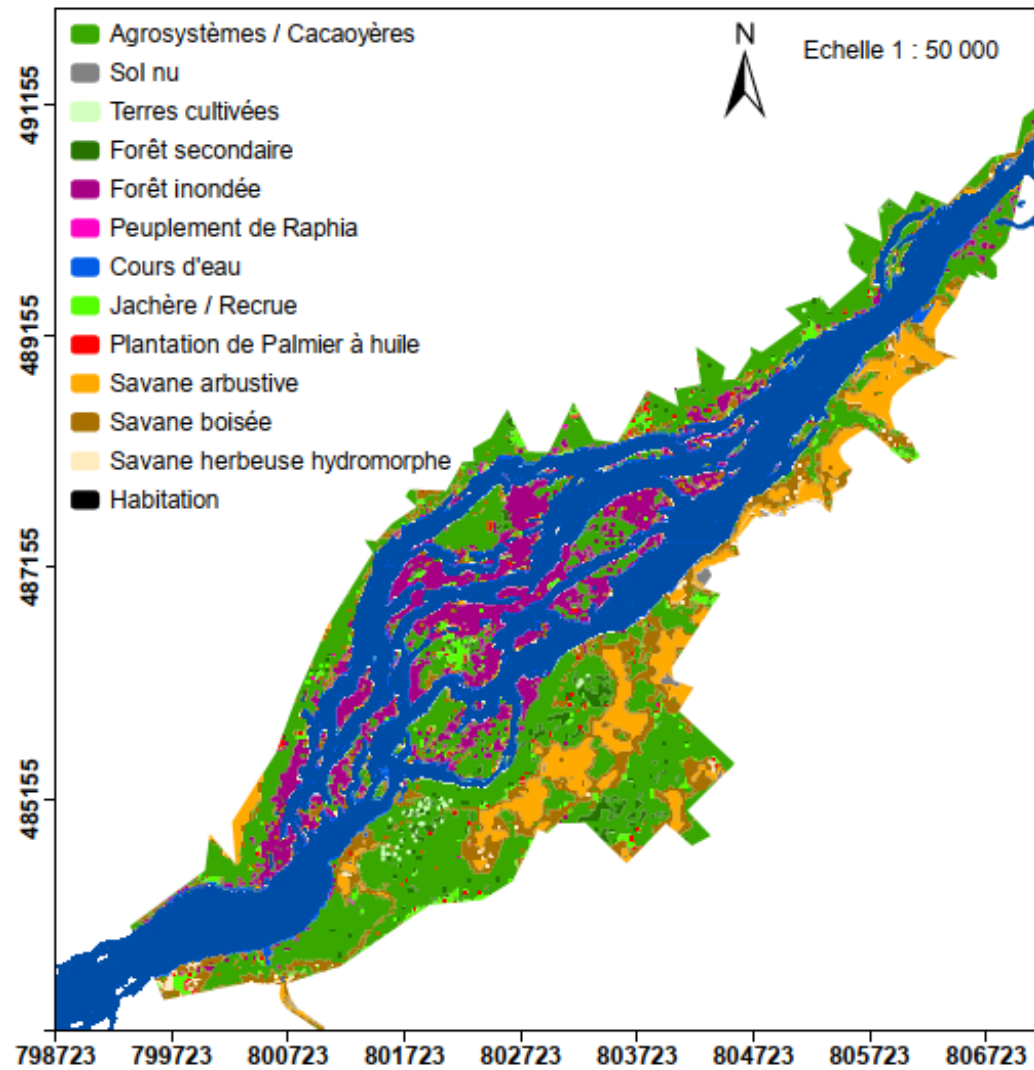 Agrosystèmes / Cacaoyères
Sol nu
Terres cultivées
Forêt secondaire
Forêt inondée
Peuplement de Raphia
Cours d'eau
Jachère / Recrue
Plantation de Palmier à huile
Savane arbustive
Savane boisée
Savane herbeuse hydromorphe
Habitation
N
Echelle 1 : 50 000
491155
489155
487155
485155
798723 799723 800723 801723 802723 803723 804723 805723 806723